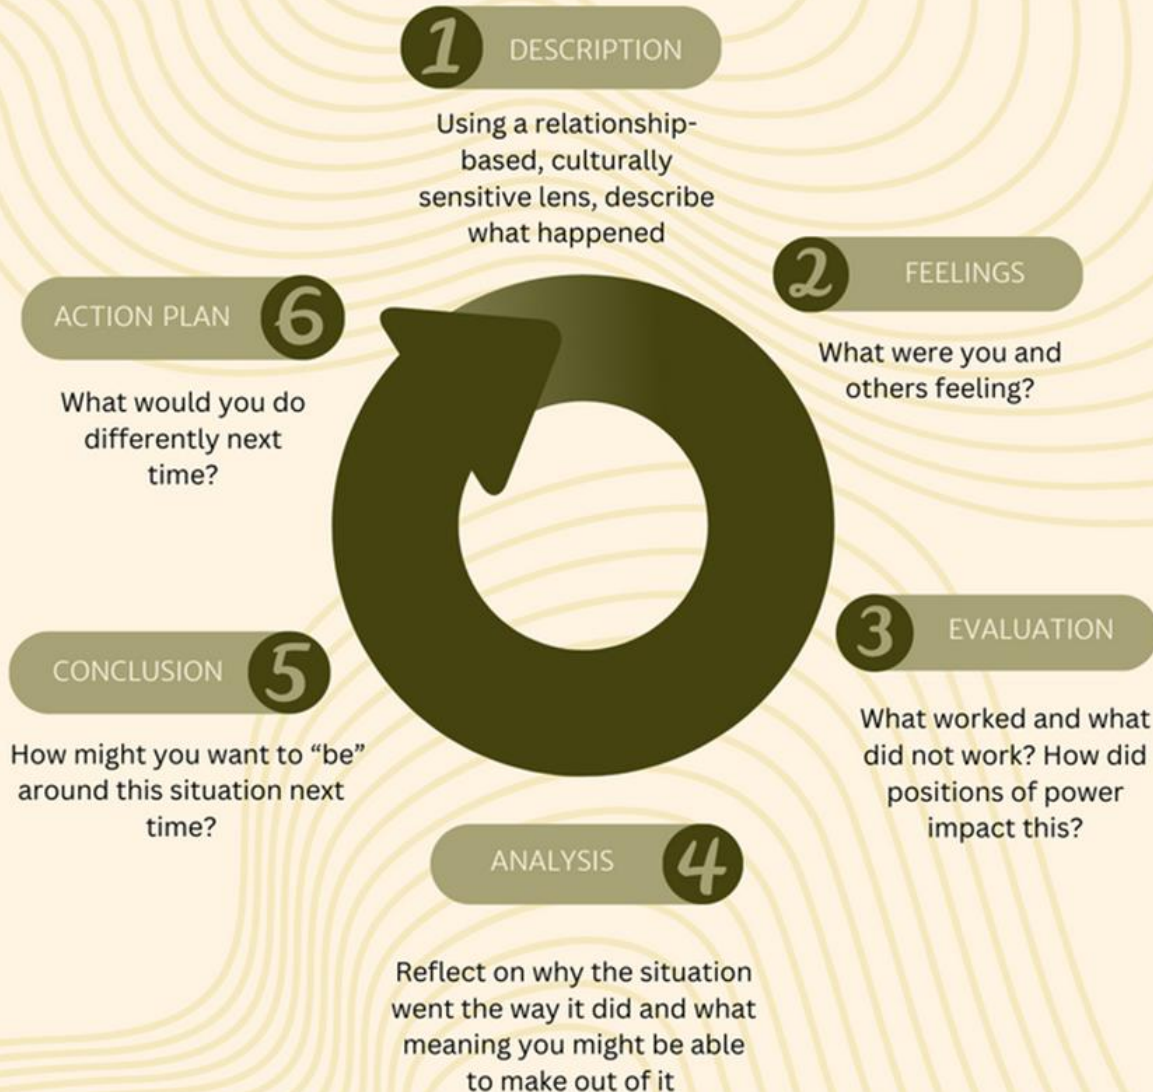 1 DESCRIPTION
Using a relationship-
based, culturally
sensitive lens, describe
what happened
2 FEELINGS
What were you and
others feeling?
3 EVALUATION
What worked and what
did not work? How did
positions of power
impact this?
ANALYSIS 4
Reflect on why the situation
went the way it did and what
meaning you might be able
to make out of it
CONCLUSION 5
How might you want to “be”
around this situation next
time?
ACTION PLAN 6
What would you do
differently next
time?